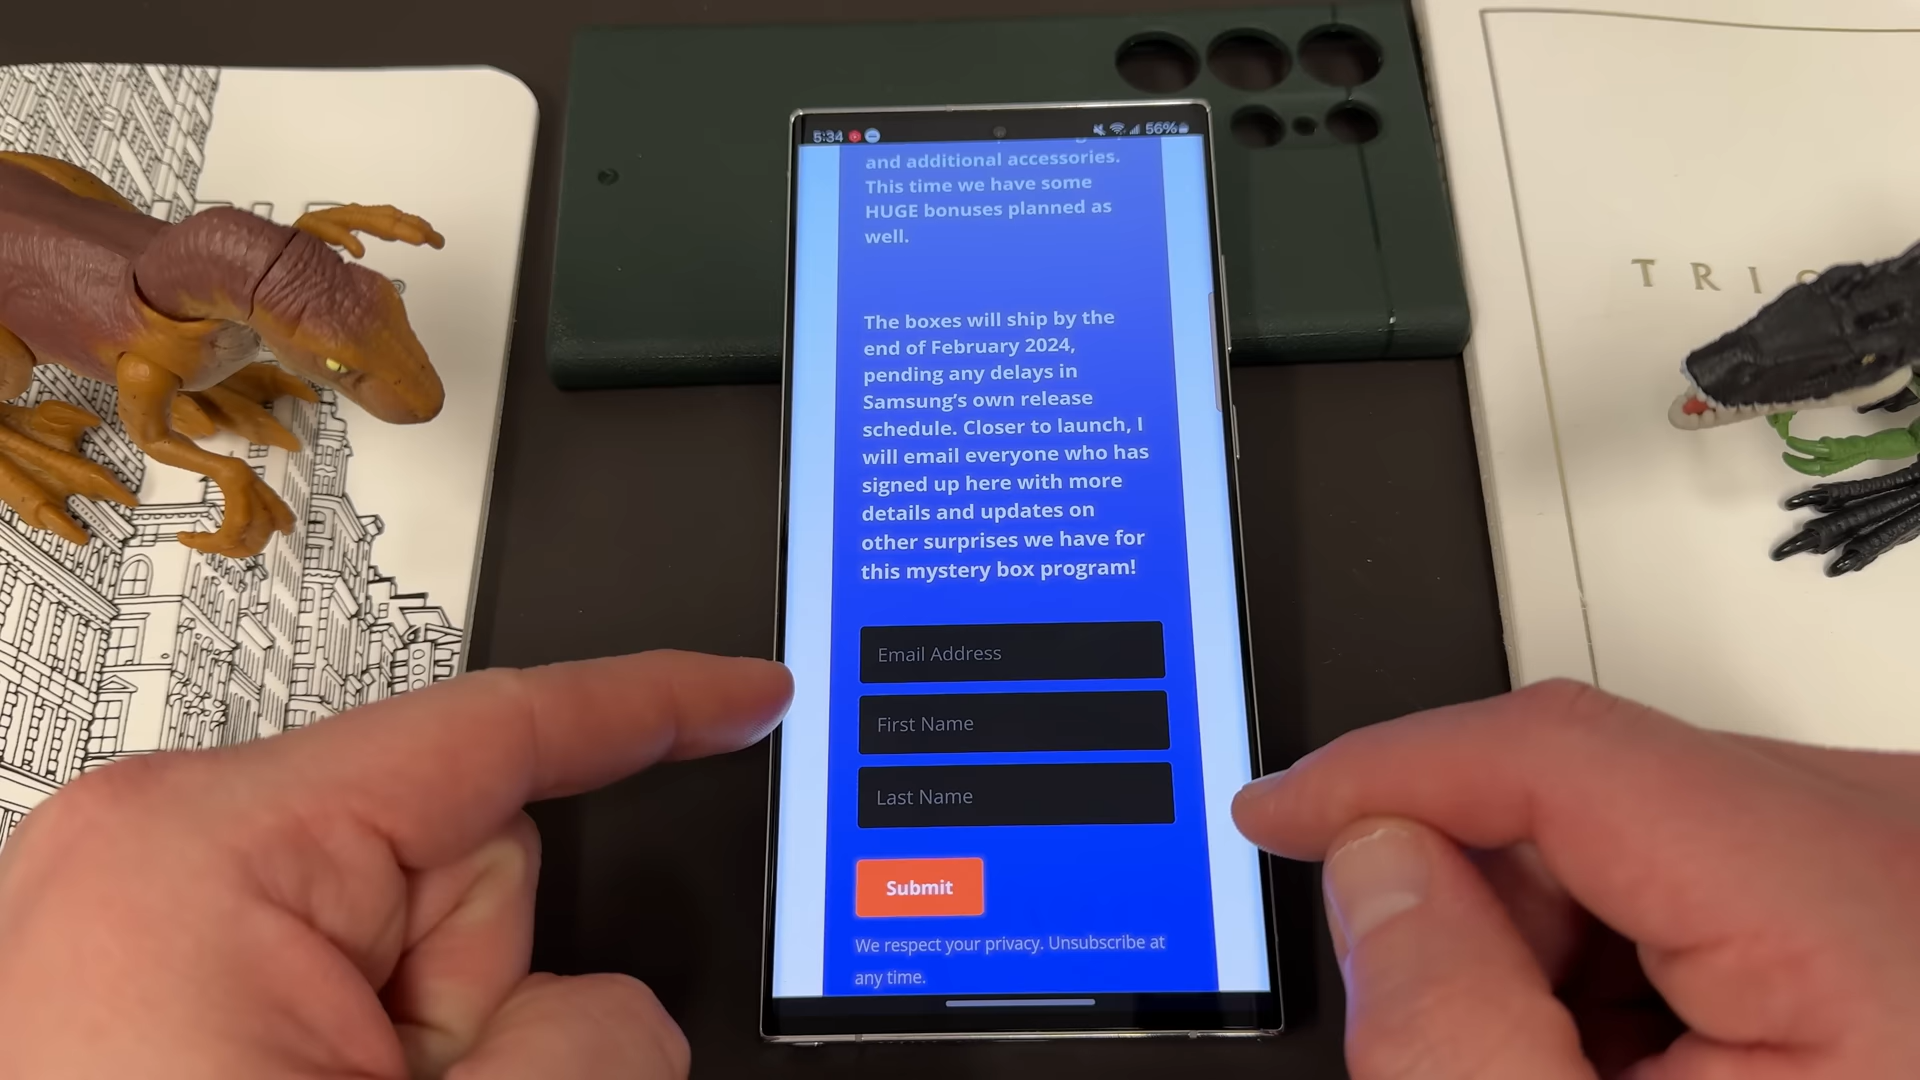 5:34
56%
and additional accessories.
This time we have some
HUGE bonuses planned as
well.
The boxes will ship by the
end of February 2024,
pending any delays in
Samsung’s own release
schedule. Closer to launch, I
will email everyone who has
signed up here with more
details and updates on
other surprises we have for
this mystery box program!
Email Address
First Name
Last Name
Submit
We respect your privacy. Unsubscribe at
any time.